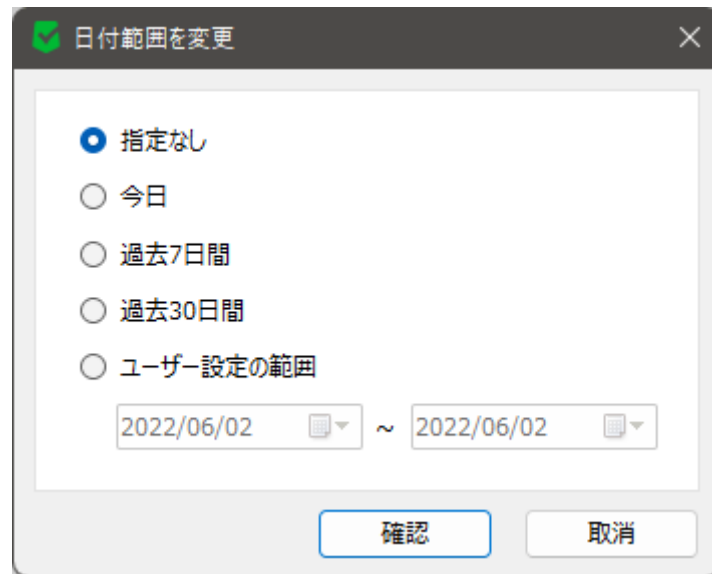 日付範囲を変更
指定なし
今日
過去7日間
過去30日間
ユーザー設定の範囲
2022/06/02 ~ 2022/06/02
確認 取消